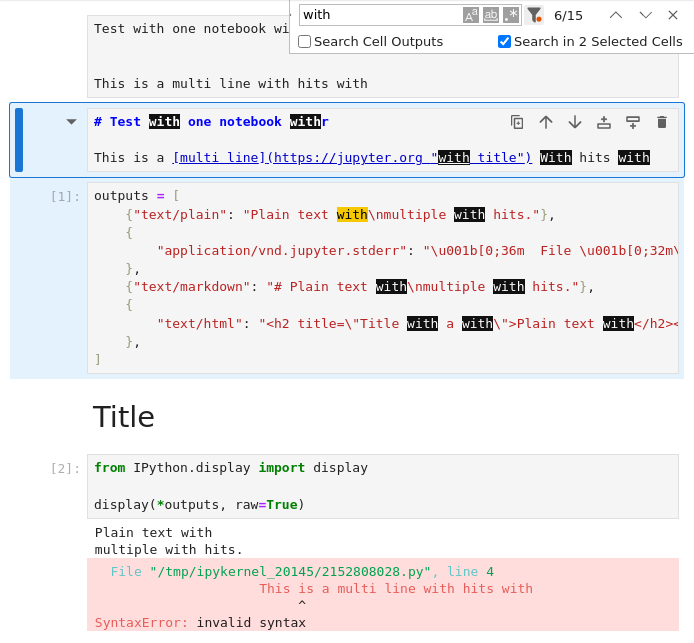 Test with one notebook wi
with
6/15
Search Cell Outputs
Search in 2 Selected Cells
This is a multi line with hits with
# Test with one notebook withr
This is a [multi line](https://jupyter.org "with title") With hits with
[1]:
outputs = [
{"text/plain": "Plain text with\nmultiple with hits."},
{
"application/vnd.jupyter.stderr": "\u001b[0;36m  File \u001b[0;32m\
},
{"text/markdown": "# Plain text with\nmultiple with hits."},
{
"text/html": "<h2 title=\"Title with a with\">Plain text with</h2><
},
]
Title
[2]:
from IPython.display import display
display(*outputs, raw=True)
Plain text with
multiple with hits.
File "/tmp/ipykernel_20145/2152808028.py", line 4
This is a multi line with hits with
^
SyntaxError: invalid syntax